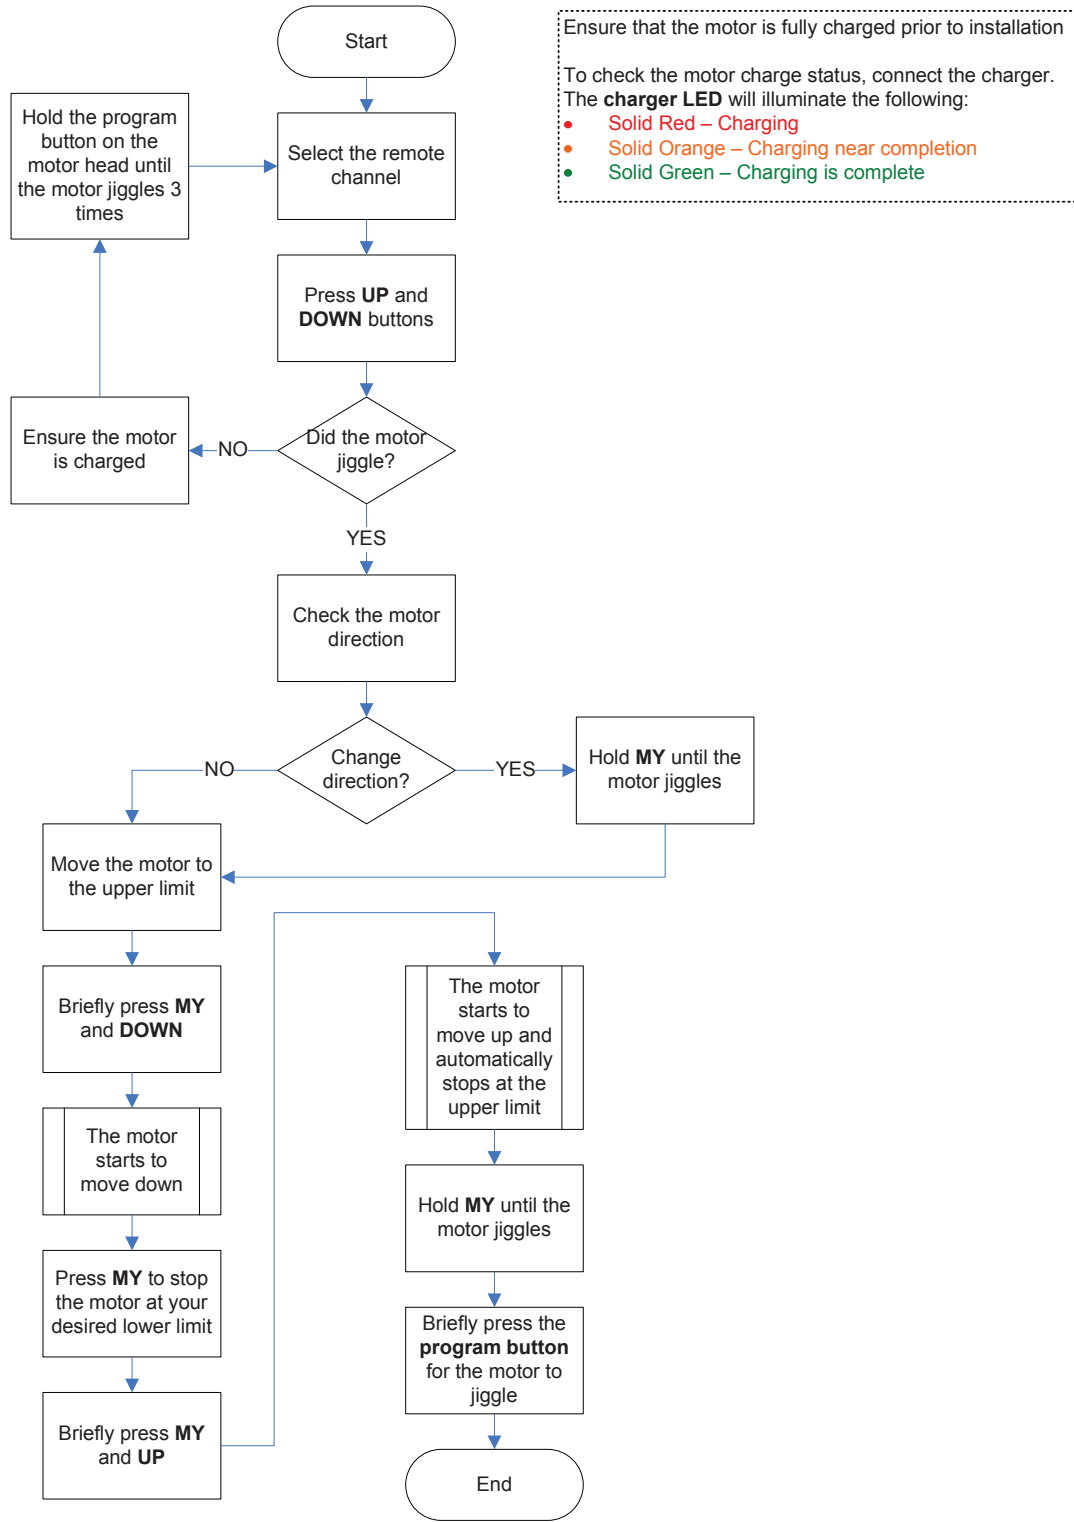 Start
Ensure that the motor is fully charged prior to installation
To check the motor charge status, connect the charger.
The charger LED will illuminate the following:
• Solid Red – Charging
• Solid Orange – Charging near completion
• Solid Green – Charging is complete
Hold the program
button on the
motor head until
the motor jiggles 3
times
Select the remote
channel
Press UP and
DOWN buttons
Did the motor
jiggle?
NO
Ensure the motor
is charged
YES
Check the motor
direction
Change
direction?
NO
YES
Hold MY until the
motor jiggles
Move the motor to
the upper limit
Briefly press MY
and DOWN
The motor
starts to
move down
Press MY to stop
the motor at your
desired lower limit
Briefly press MY
and UP
The motor
starts to
move up and
automatically
stops at the
upper limit
Hold MY until the
motor jiggles
Briefly press the
program button
for the motor to
jiggle
End